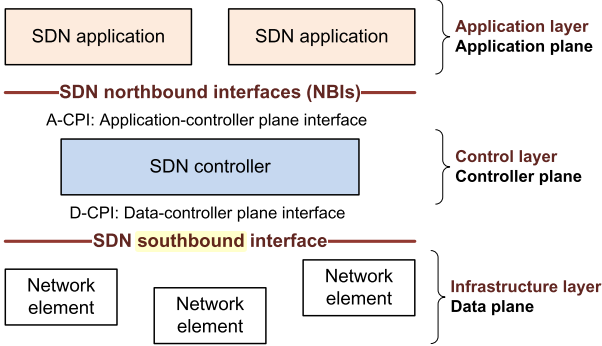 SDN application
SDN application
Application layer
Application plane
SDN northbound interfaces (NBIs)
A-CPI: Application-controller plane interface
SDN controller
Control layer
Controller plane
D-CPI: Data-controller plane interface
SDN southbound interface
Network
element
Network
element
Network
element
Infrastructure layer
Data plane